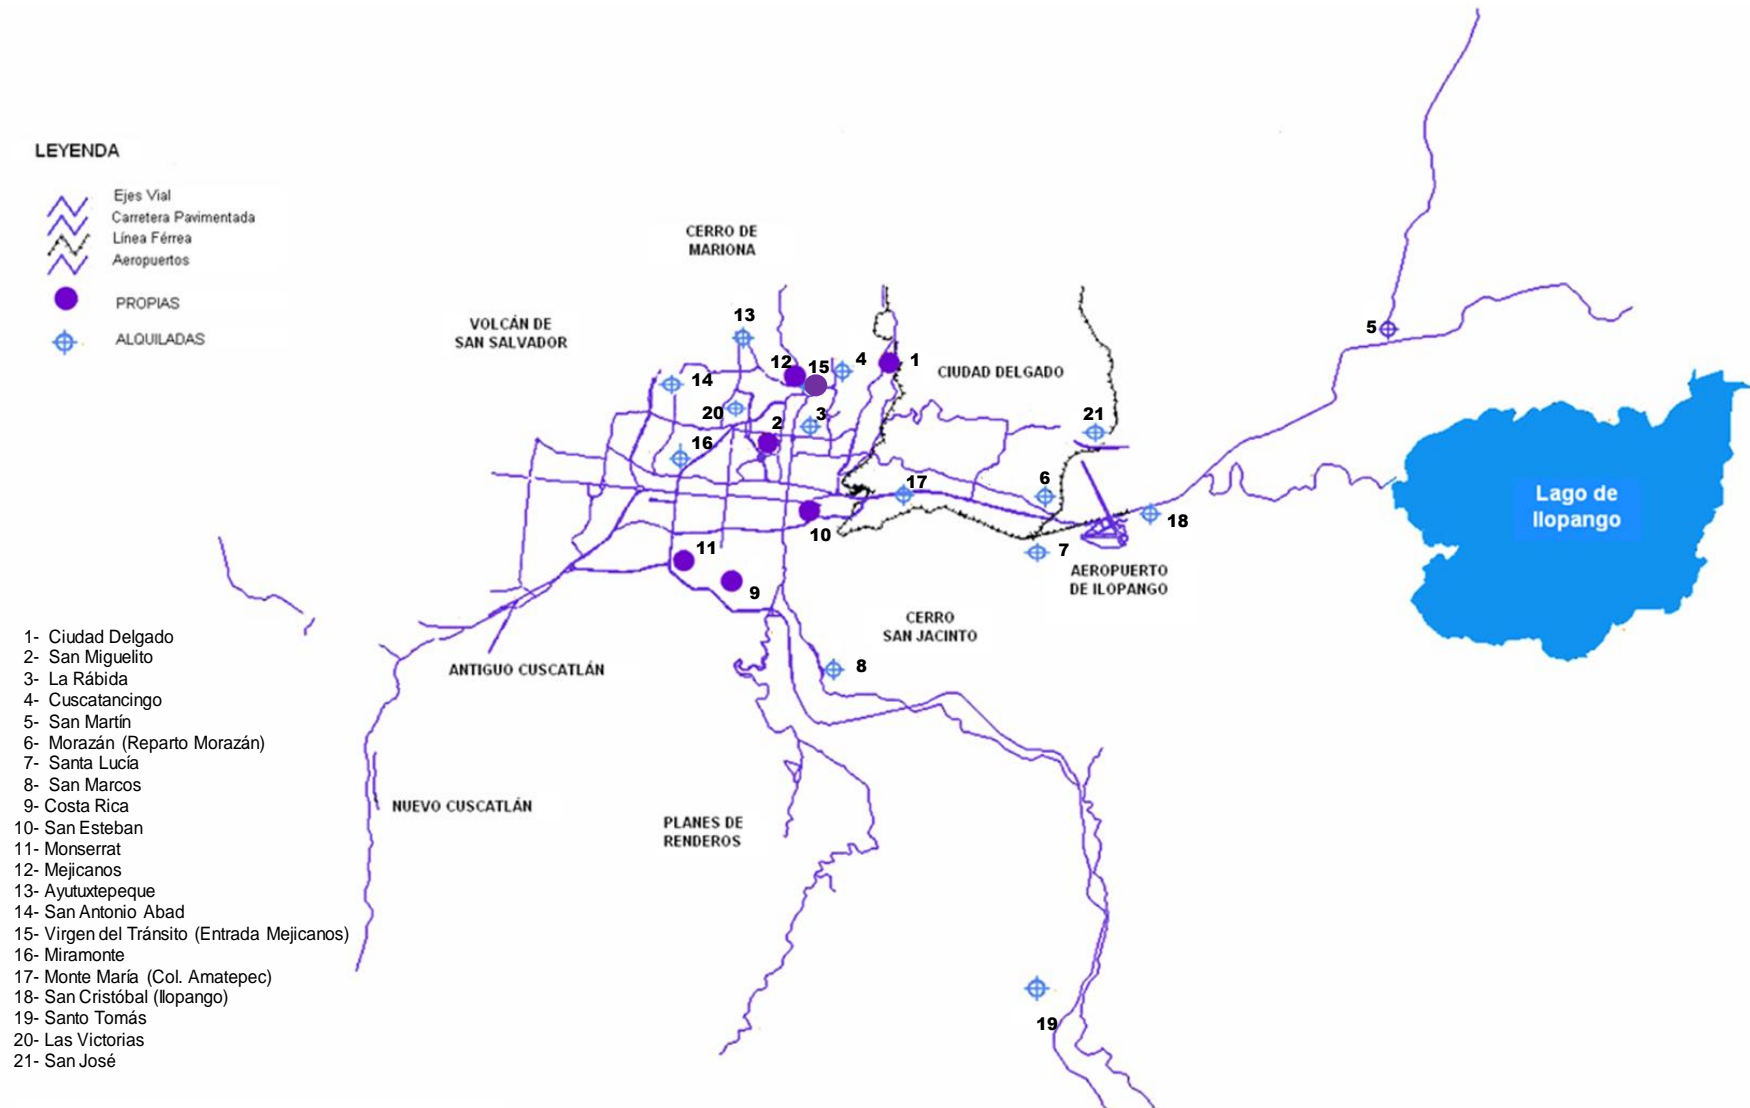 LEYENDA
Ejes Vial
Carretera Pavimentada
Línea Férrea
Aeropuertos
PROPIAS
ALQUILADAS
CERRO DE
MARIONA
VOLCÁN DE
SAN SALVADOR
13
12
15
4
1
CIUDAD DELGADO
5
14
20
2
3
21
16
17
6
18
10
7
11
9
AEROPUERTO
DE ILOPANGO
Lago de
Ilopango
CERRO
SAN JACINTO
8
ANTIGUO CUSCATLÁN
NUEVO CUSCATLÁN
PLANES DE
RENDEROS
19
1- Ciudad Delgado
2- San Miguelito
3- La Rábida
4- Cuscatancingo
5- San Martín
6- Morazán (Reparto Morazán)
7- Santa Lucía
8- San Marcos
9- Costa Rica
10- San Esteban
11- Monserrat
12- Mejicanos
13- Ayutuxtepeque
14- San Antonio Abad
15- Virgen del Tránsito (Entrada Mejicanos)
16- Miramonte
17- Monte María (Col. Amatepec)
18- San Cristóbal (Ilopango)
19- Santo Tomás
20- Las Victorias
21- San José